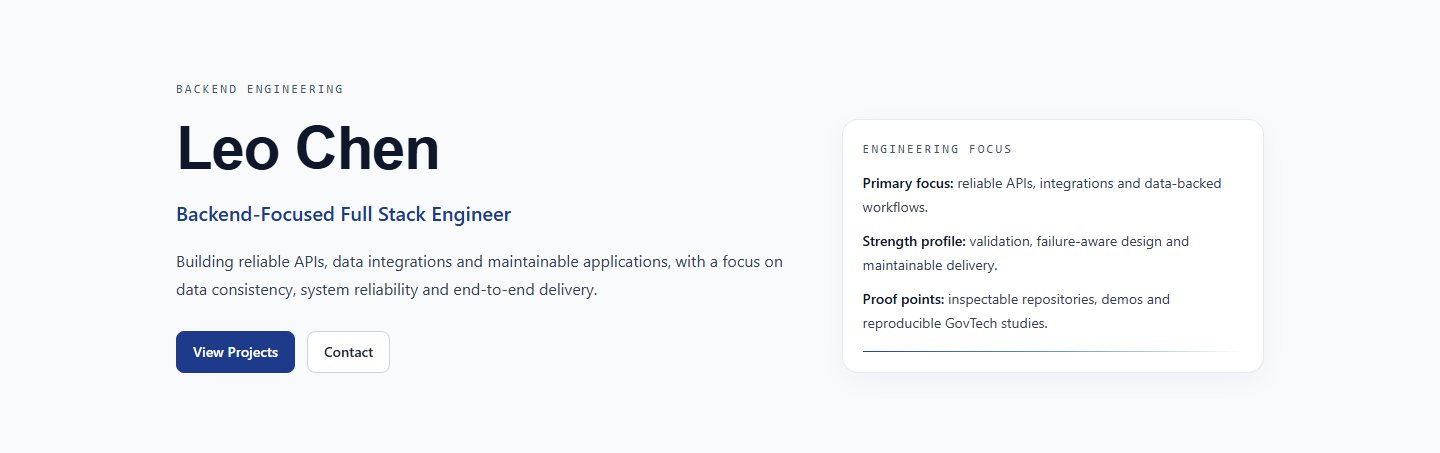 BACKEND ENGINEERING
Leo Chen
Backend-Focused Full Stack Engineer
Building reliable APIs, data integrations and maintainable applications, with a focus on
data consistency, system reliability and end-to-end delivery.
View Projects
Contact
ENGINEERING FOCUS
Primary focus: reliable APIs, integrations and data-backed
workflows.
Strength profile: validation, failure-aware design and
maintainable delivery.
Proof points: inspectable repositories, demos and
reproducible GovTech studies.